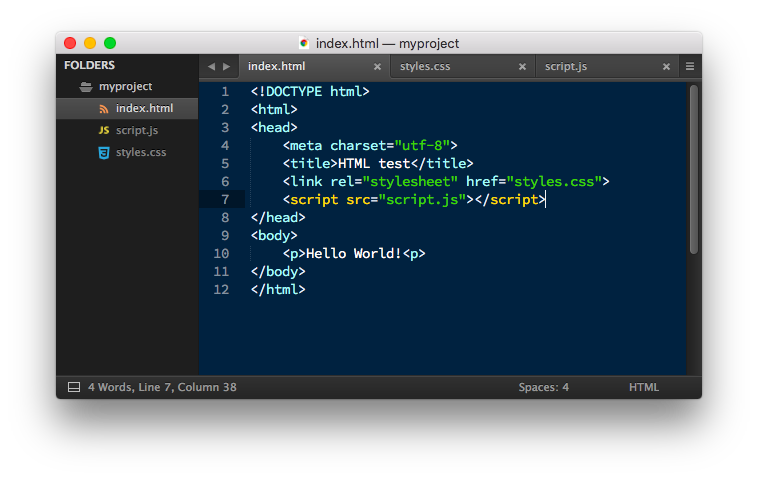 index.html — myproject
FOLDERS
myproject
index.html
JS script.js
styles.css
index.html × styles.css × script.js ×
1 <!DOCTYPE html>
2 <html>
3 <head>
4     <meta charset="utf-8">
5     <title>HTML test</title>
6     <link rel="stylesheet" href="styles.css">
7     <script src="script.js"></script>
8 </head>
9 <body>
10     <p>Hello World!<p>
11 </body>
12 </html>
4 Words, Line 7, Column 38 Spaces: 4 HTML